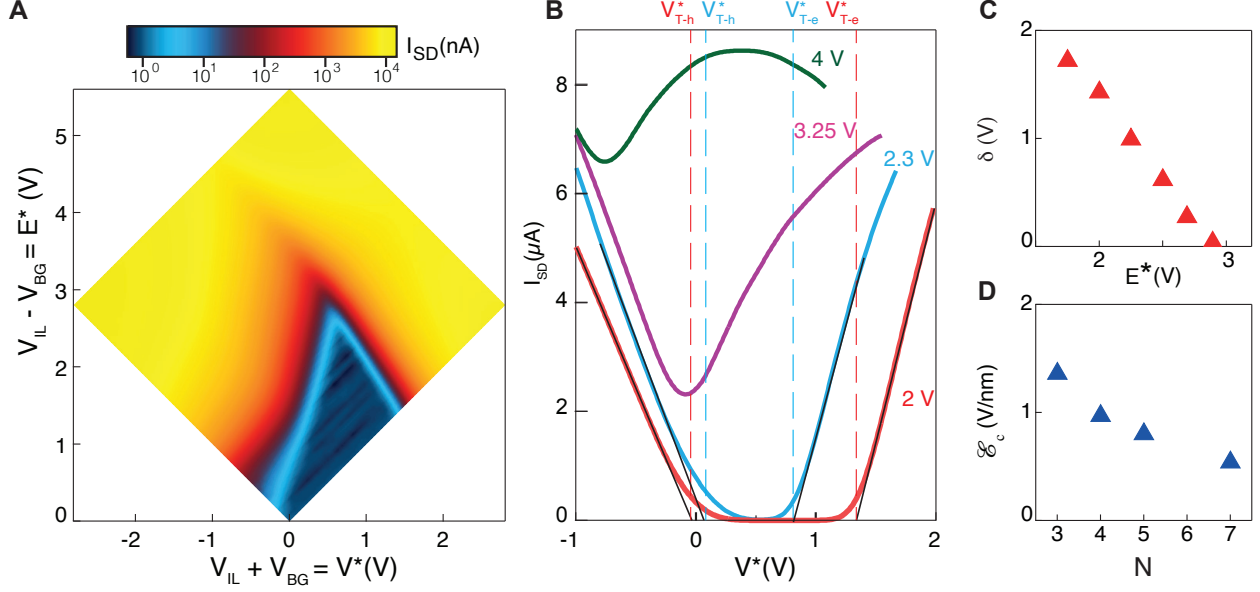 A
I_SD(nA)
10^0 10^1 10^2 10^3 10^4
V_IL - V_BG = E* (V)
5
4
3
2
1
0
-2 -1 0 1 2
V_IL + V_BG = V*(V)
B
V*_T-h V*_T-h V*_T-e V*_T-e
I_SD(µA)
8
6
4
2
0
4 V
3.25 V
2.3 V
2 V
-1 0 1 2
V*(V)
C
δ (V)
2
1
0
2 3
E*(V)
D
ℰ_c (V/nm)
2
1
0
3 4 5 6 7
N